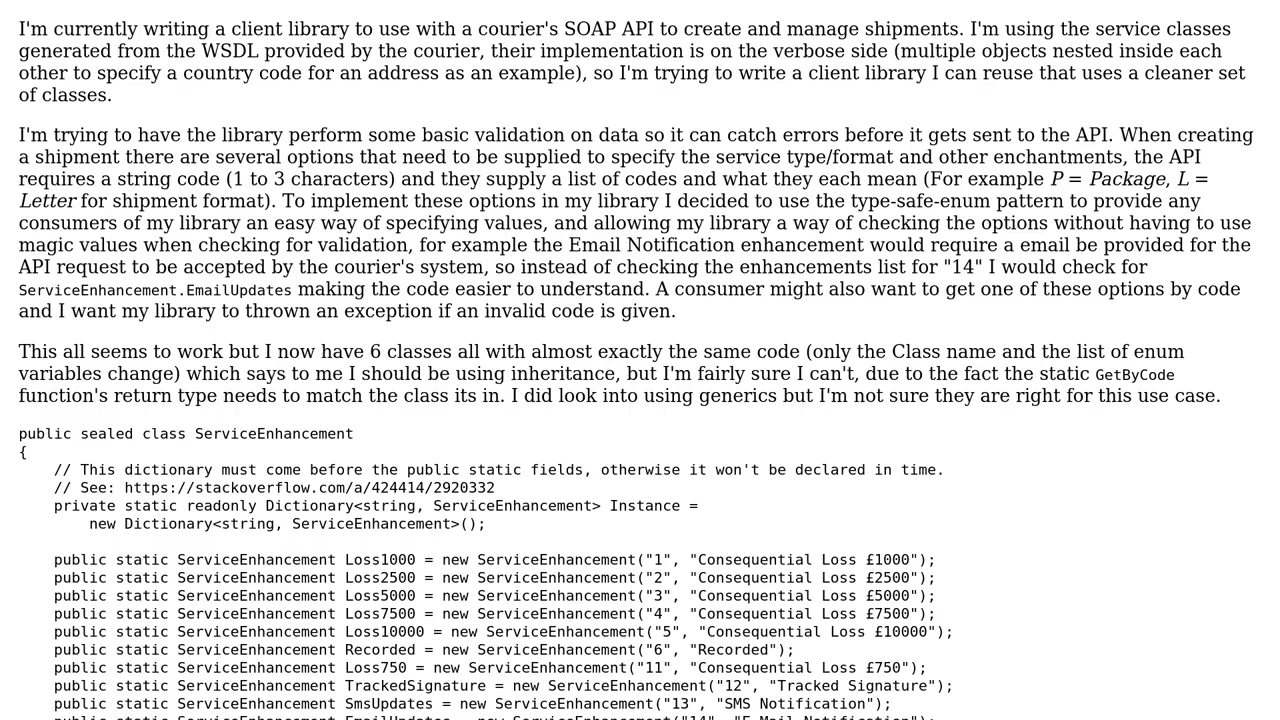 I'm currently writing a client library to use with a courier's SOAP API to create and manage shipments. I'm using the service classes
generated from the WSDL provided by the courier, their implementation is on the verbose side (multiple objects nested inside each
other to specify a country code for an address as an example), so I'm trying to write a client library I can reuse that uses a cleaner set
of classes.
I'm trying to have the library perform some basic validation on data so it can catch errors before it gets sent to the API. When creating
a shipment there are several options that need to be supplied to specify the service type/format and other enchantments, the API
requires a string code (1 to 3 characters) and they supply a list of codes and what they each mean (For example P = Package, L =
Letter for shipment format). To implement these options in my library I decided to use the type-safe-enum pattern to provide any
consumers of my library an easy way of specifying values, and allowing my library a way of checking the options without having to use
magic values when checking for validation, for example the Email Notification enhancement would require a email be provided for the
API request to be accepted by the courier's system, so instead of checking the enhancements list for "14" I would check for
ServiceEnhancement.EmailUpdates making the code easier to understand. A consumer might also want to get one of these options by code
and I want my library to thrown an exception if an invalid code is given.
This all seems to work but I now have 6 classes all with almost exactly the same code (only the Class name and the list of enum
variables change) which says to me I should be using inheritance, but I'm fairly sure I can't, due to the fact the static GetByCode
function's return type needs to match the class its in. I did look into using generics but I'm not sure they are right for this use case.
public sealed class ServiceEnhancement
{
    // This dictionary must come before the public static fields, otherwise it won't be declared in time.
    // See: https://stackoverflow.com/a/424414/2920332
    private static readonly Dictionary<string, ServiceEnhancement> Instance =
        new Dictionary<string, ServiceEnhancement>();
    public static ServiceEnhancement Loss1000 = new ServiceEnhancement("1", "Consequential Loss £1000");
    public static ServiceEnhancement Loss2500 = new ServiceEnhancement("2", "Consequential Loss £2500");
    public static ServiceEnhancement Loss5000 = new ServiceEnhancement("3", "Consequential Loss £5000");
    public static ServiceEnhancement Loss7500 = new ServiceEnhancement("4", "Consequential Loss £7500");
    public static ServiceEnhancement Loss10000 = new ServiceEnhancement("5", "Consequential Loss £10000");
    public static ServiceEnhancement Recorded = new ServiceEnhancement("6", "Recorded");
    public static ServiceEnhancement Loss750 = new ServiceEnhancement("11", "Consequential Loss £750");
    public static ServiceEnhancement TrackedSignature = new ServiceEnhancement("12", "Tracked Signature");
    public static ServiceEnhancement SmsUpdates = new ServiceEnhancement("13", "SMS Notification");
    public static ServiceEnhancement EmailUpdates = new ServiceEnhancement("14", "E-Mail Notification");